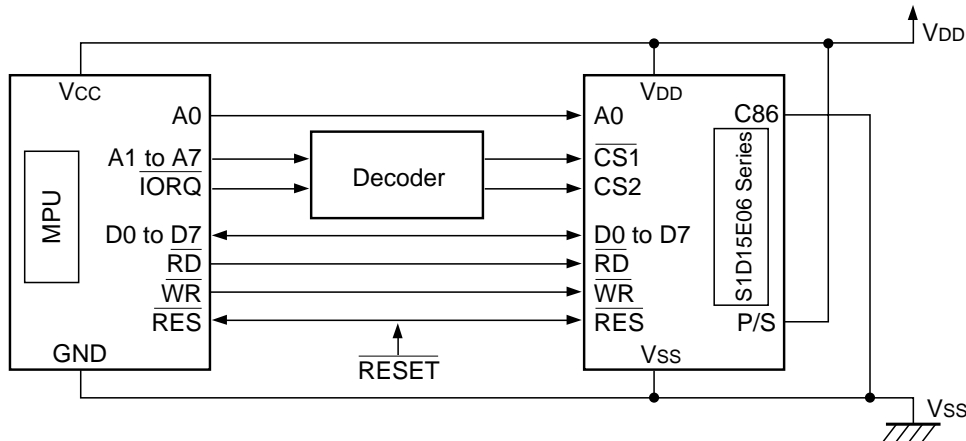 VDD
VCC
VDD
A0
A0
C86
A1 to A7
CS1
IORQ
CS2
Decoder
MPU
S1D15E06 Series
D0 to D7
D0 to D7
RD
RD
WR
WR
RES
RES
P/S
RESET
GND
VSS
VSS